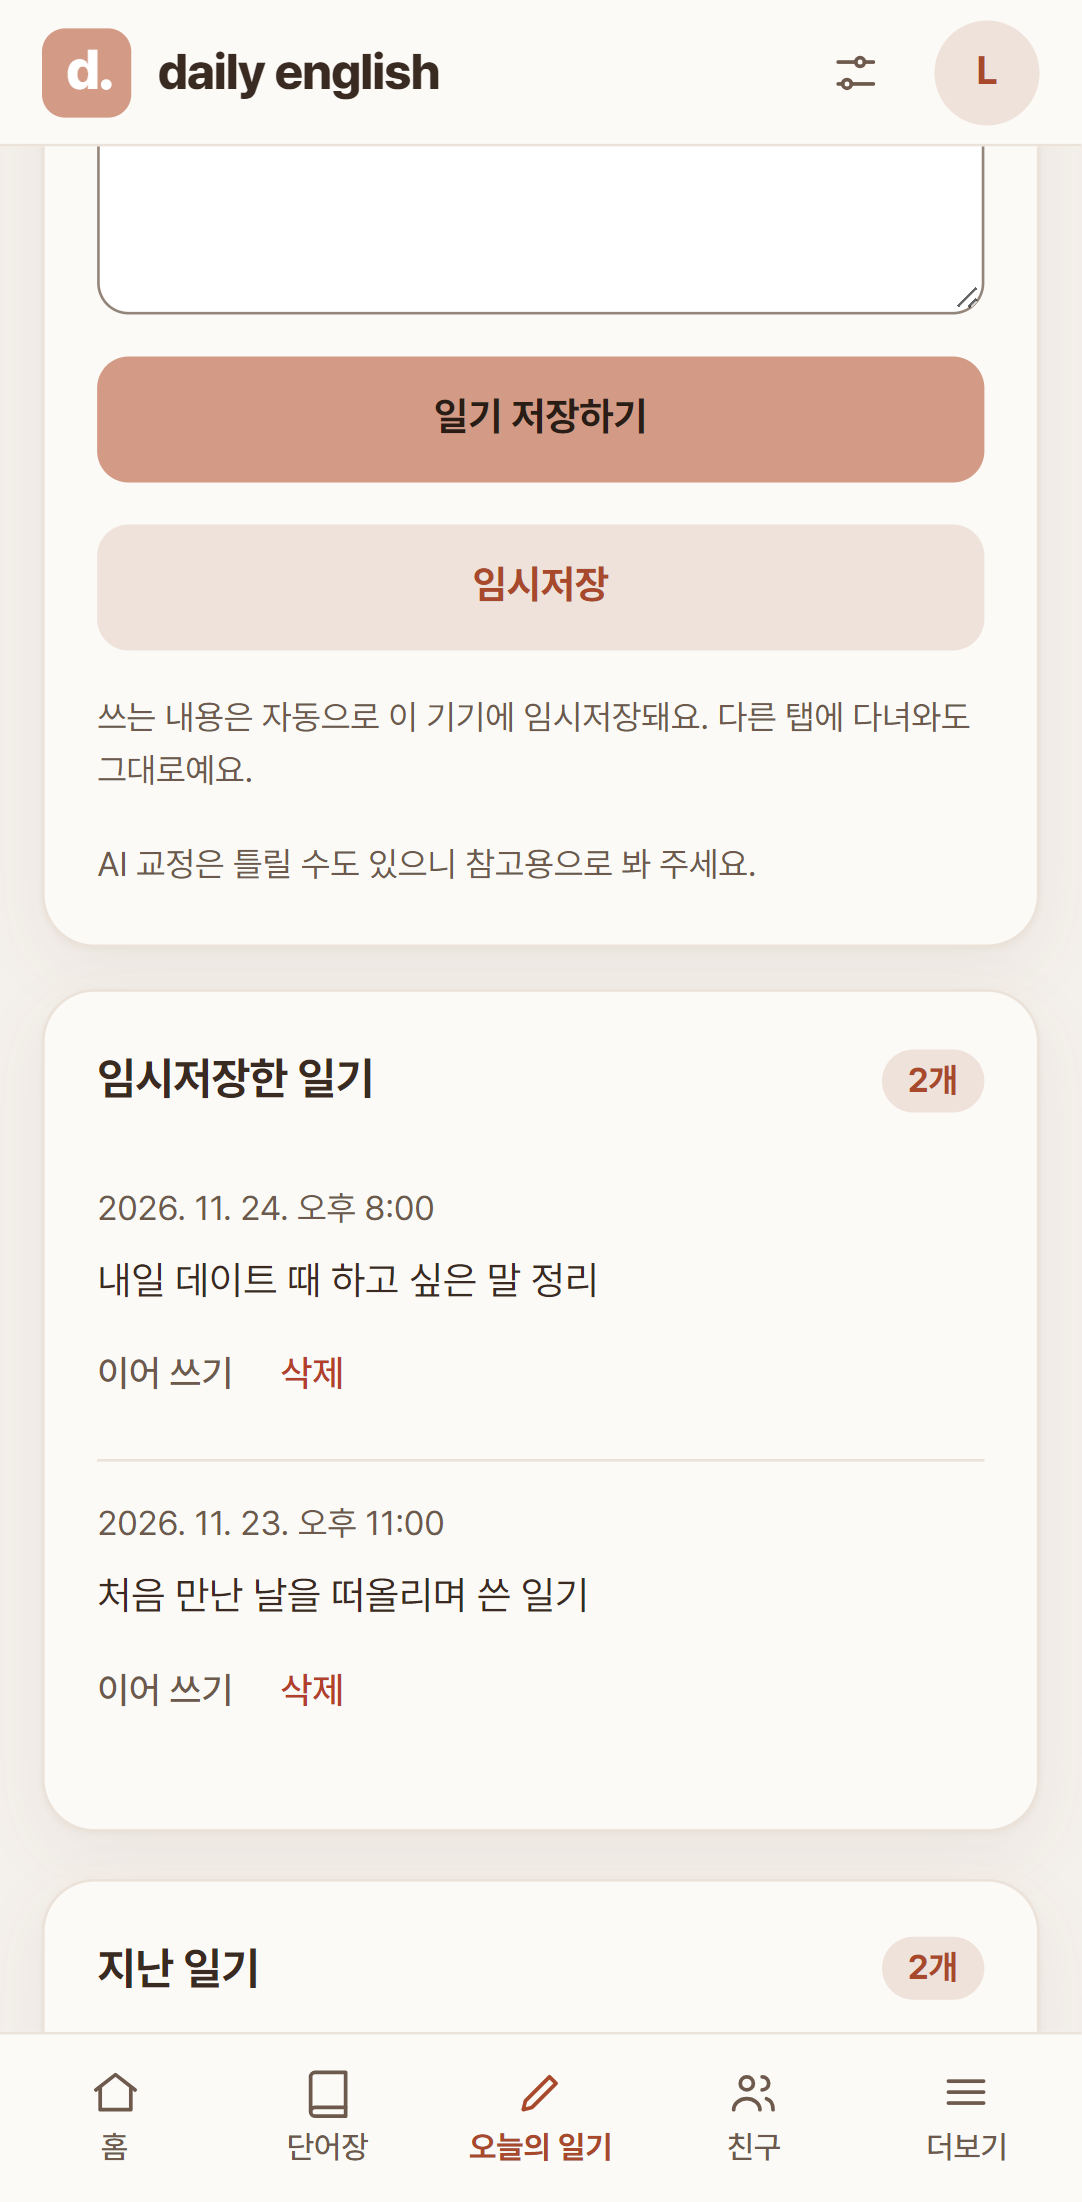 d. daily english L
일기 저장하기
임시저장
쓰는 내용은 자동으로 이 기기에 임시저장돼요. 다른 탭에 다녀와도
그대로예요.
AI 교정은 틀릴 수도 있으니 참고용으로 봐 주세요.
임시저장한 일기 2개
2026. 11. 24. 오후 8:00
내일 데이트 때 하고 싶은 말 정리
이어 쓰기 삭제
2026. 11. 23. 오후 11:00
처음 만난 날을 떠올리며 쓴 일기
이어 쓰기 삭제
지난 일기 2개
홈 단어장 오늘의 일기 친구 더보기